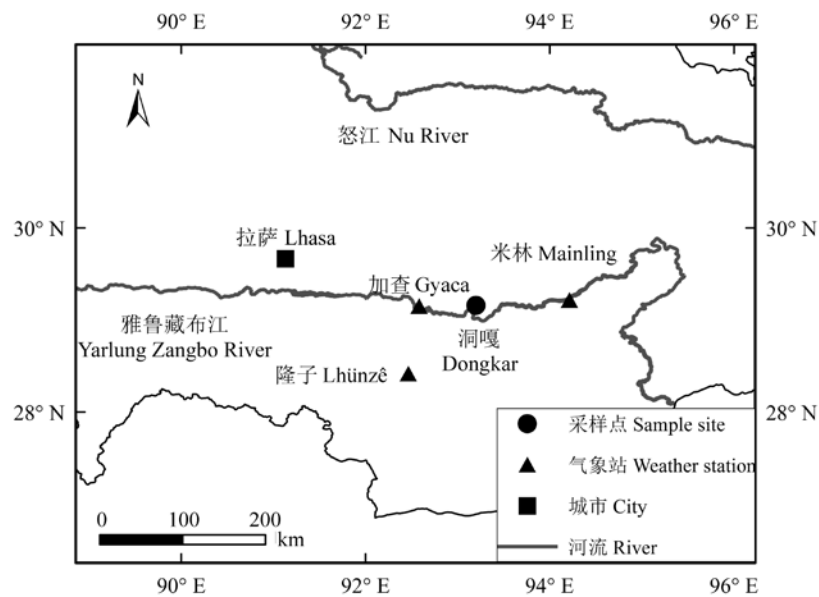 90° E 92° E 94° E 96° E
N
怒江 Nu River
30° N 30° N
拉萨 Lhasa
米林 Mainling
加查 Gyaca
雅鲁藏布江
Yarlung Zangbo River
洞嘎
Dongkar
隆子 Lhünzê
28° N 28° N
采样点 Sample site
气象站 Weather station
城市 City
河流 River
0 100 200
km
90° E 92° E 94° E 96° E